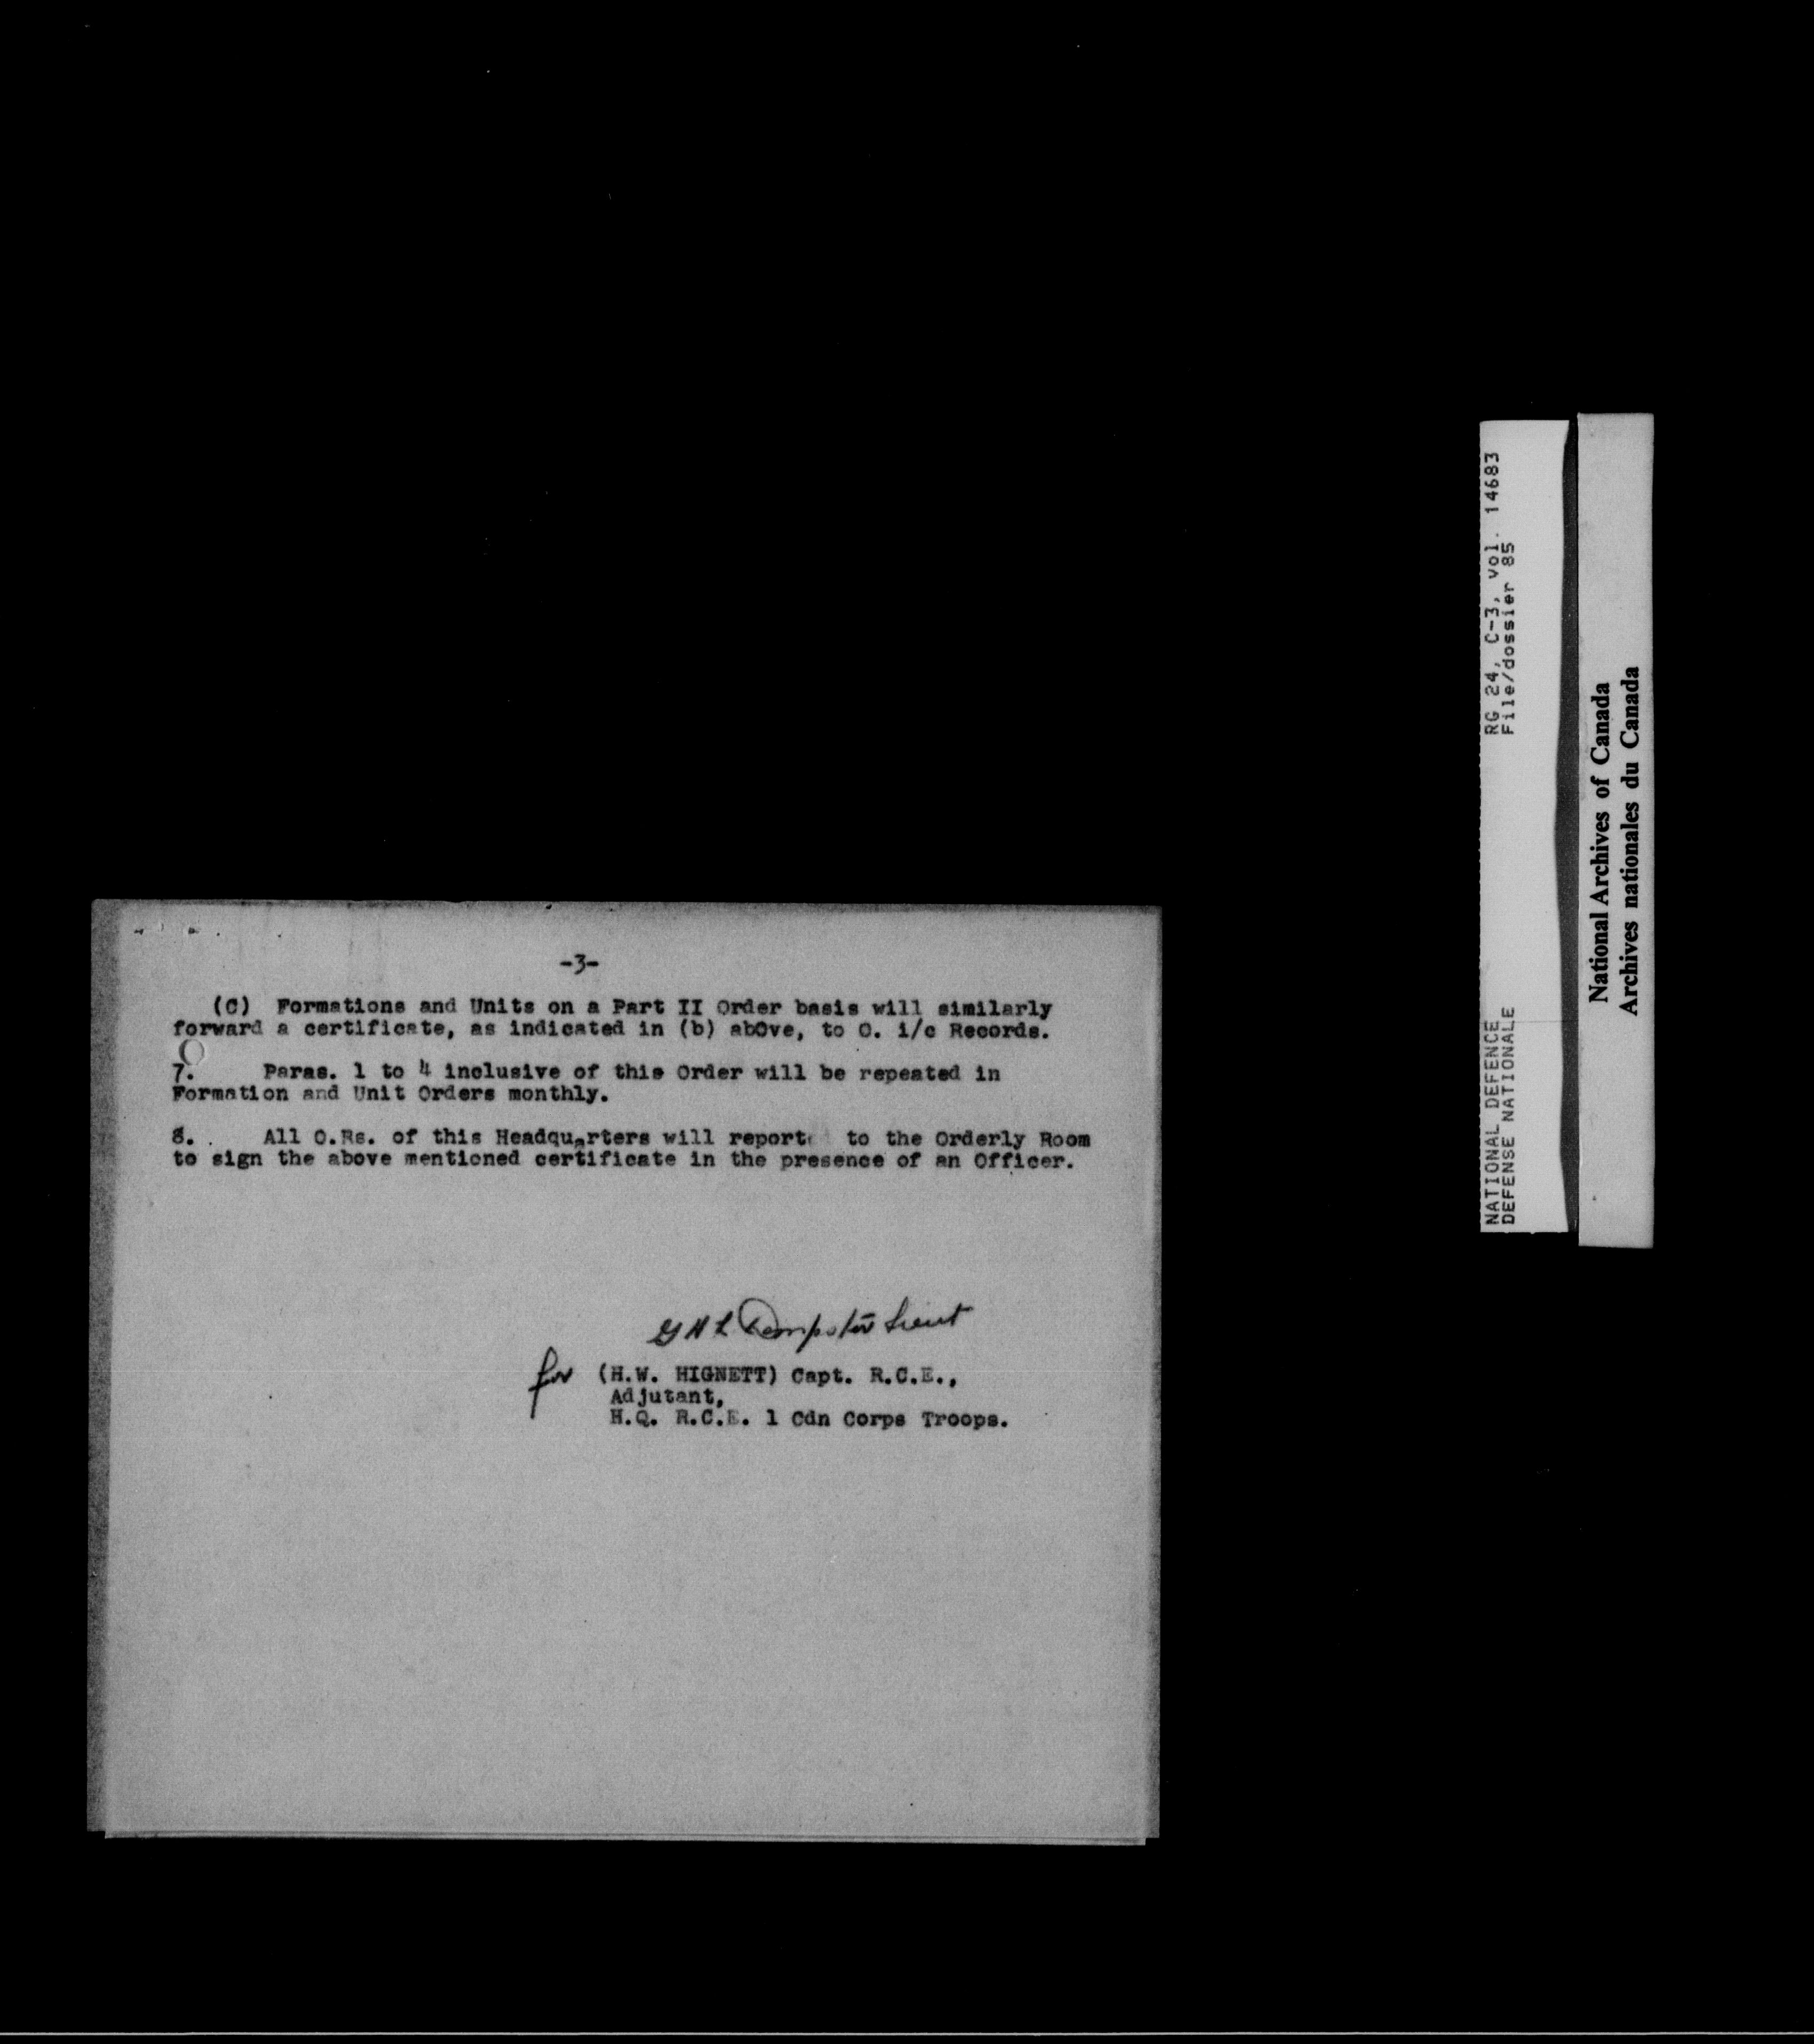 -3-
(C) Formations and Units on a Part II Order basis will similarly
forward a certificate, as indicated in (b) abOve, to O. i/c Records.
7. Paras. 1 to 4 inclusive of this Order will be repeated in
Formation and Unit Orders monthly.
8. All O.Rs. of this Headquarters will report to the Orderly Room
to sign the above mentioned certificate in the presence of an Officer.
G H L Dempster Lieut
for (H.W. HIGNETT) Capt. R.C.E.,
Adjutant,
H.Q. R.C.E. 1 Cdn Corps Troops.
NATIONAL DEFENCE RG 24, C-3, vol. 14683
DEFENSE NATIONALE File/dossier 85
National Archives of Canada
Archives nationales du Canada